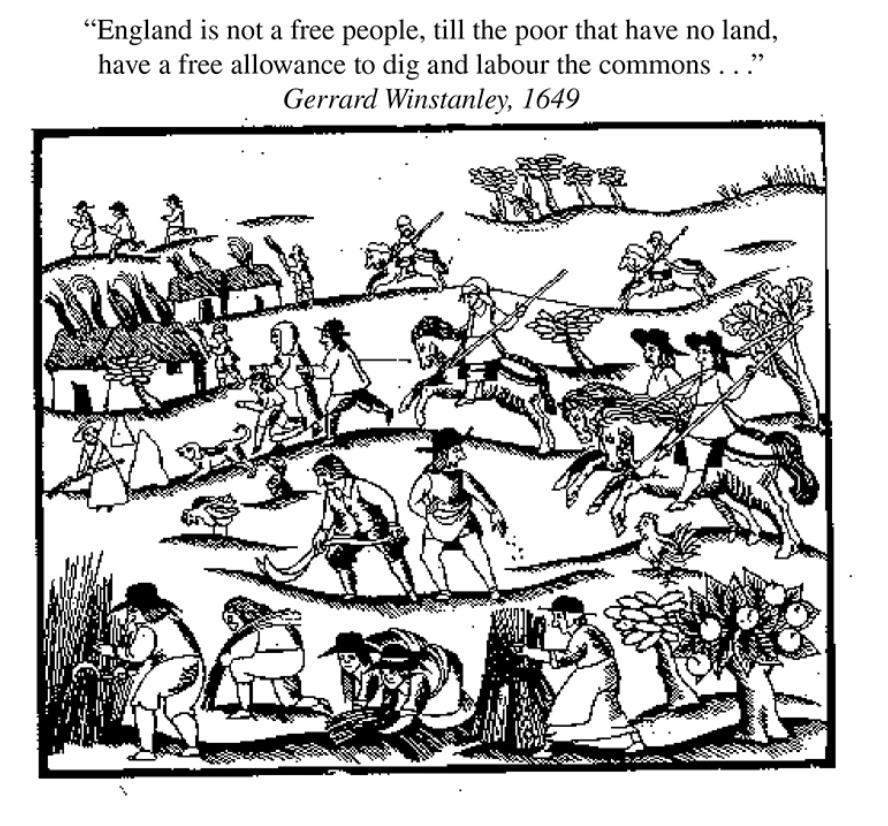 “England is not a free people, till the poor that have no land,
have a free allowance to dig and labour the commons . . .”
Gerrard Winstanley, 1649